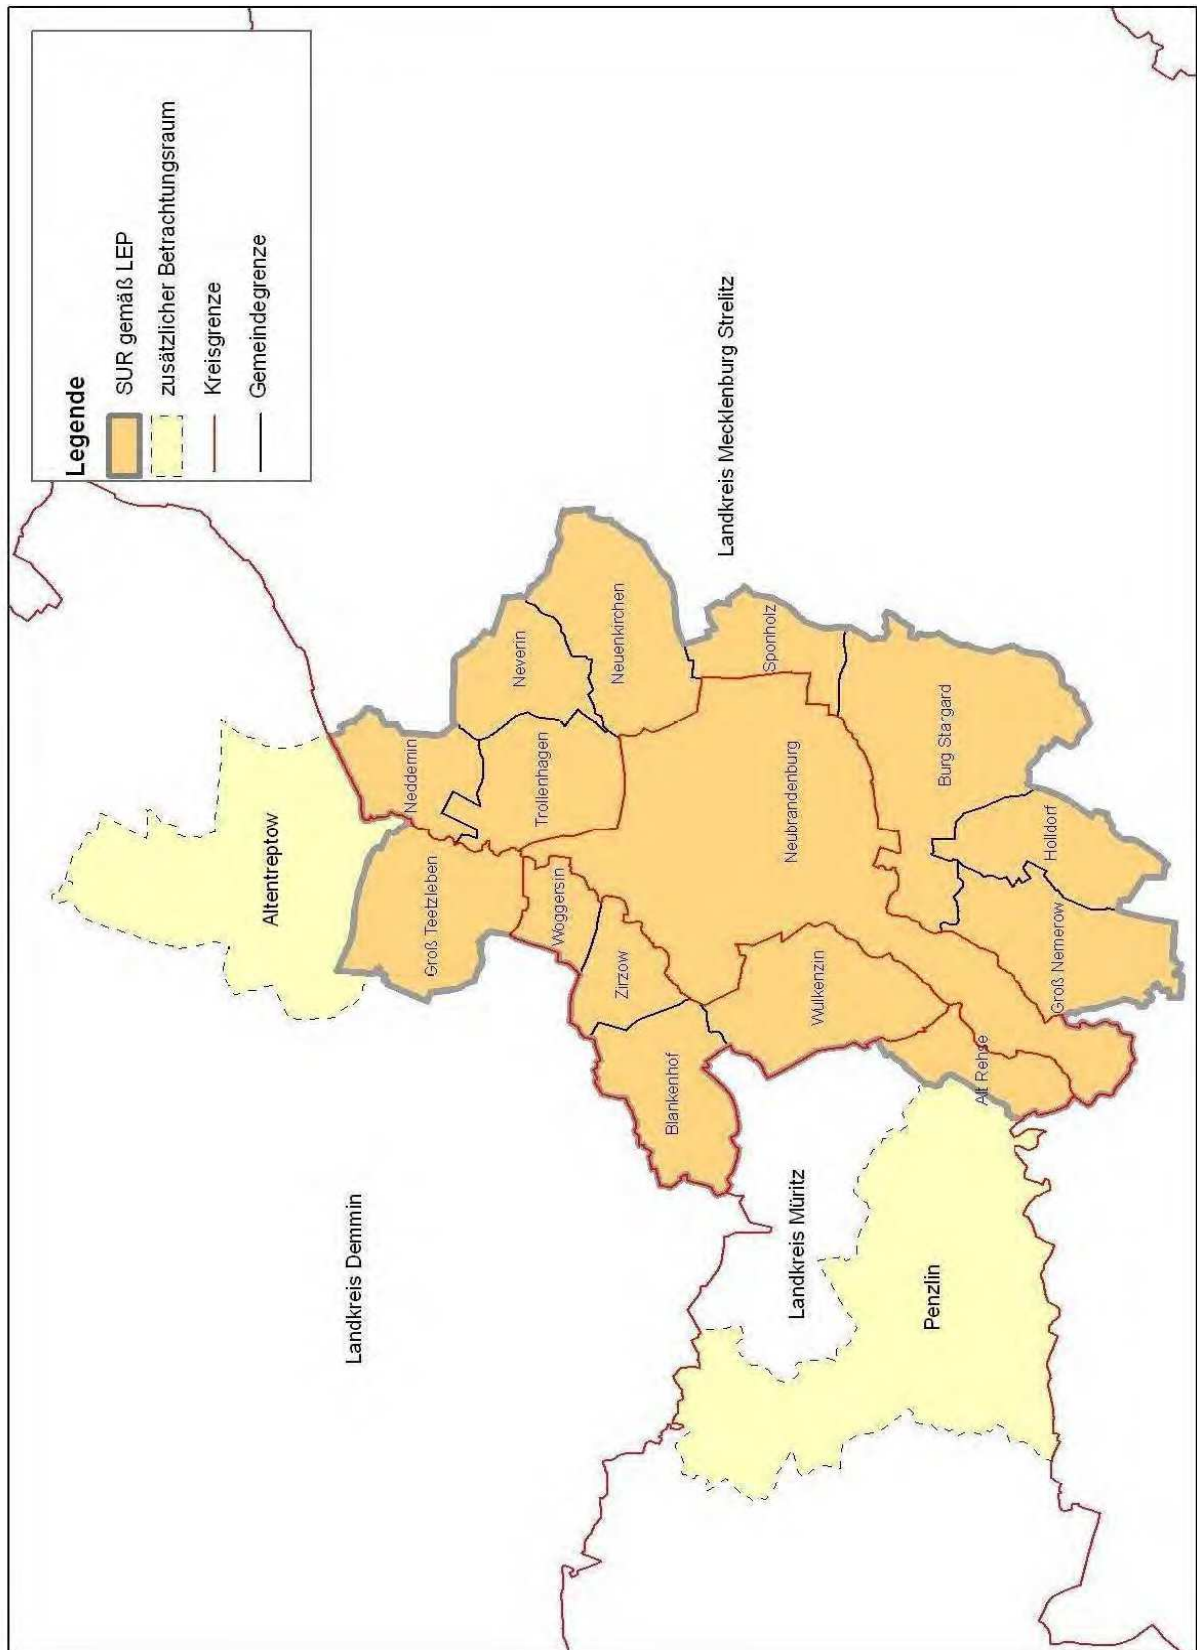 Legende
SUR gemäß LEP
zusätzlicher Betrachtungsraum
Kreisgrenze
Gemeindegrenze
Altentreptow
Landkreis Demmin
Neddemin
Groß Teetzleben
Neverin
Trollenhagen
Woggersin
Neuenkirchen
Zirzow
Blankenhof
Landkreis Mecklenburg Strelitz
Sponholz
Neubrandenburg
Wulkenzin
Landkreis Müritz
Burg Stargard
Penzlin
Alt Rehse
Holldorf
Groß Nemerow